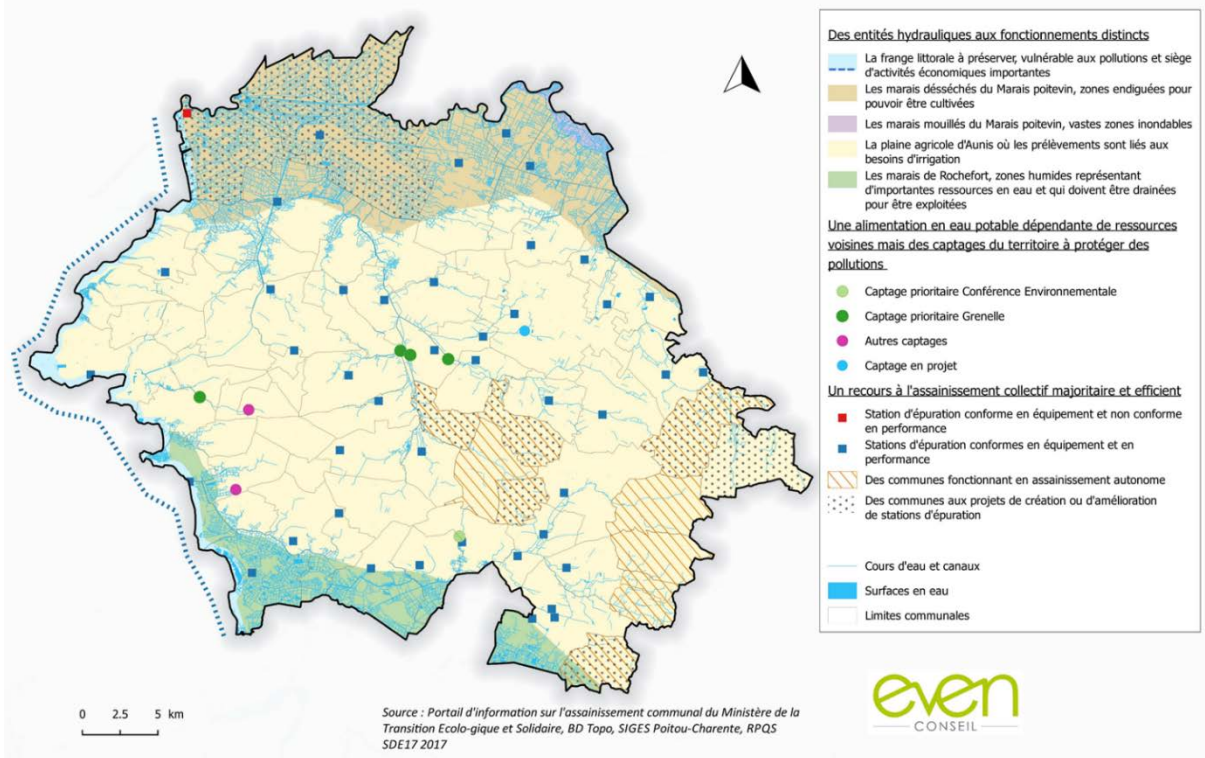 Des entités hydrauliques aux fonctionnements distincts
La frange littorale à préserver, vulnérable aux pollutions et siège
d'activités économiques importantes
Les marais désséchés du Marais poitevin, zones endiguées pour
pouvoir être cultivées
Les marais mouillés du Marais poitevin, vastes zones inondables
La plaine agricole d'Aunis où les prélèvements sont liés aux
besoins d'irrigation
Les marais de Rochefort, zones humides représentant
d'importantes ressources en eau et qui doivent être drainées
pour être exploitées
Une alimentation en eau potable dépendante de ressources
voisines mais des captages du territoire à protéger des
pollutions
Captage prioritaire Conférence Environnementale
Captage prioritaire Grenelle
Autres captages
Captage en projet
Un recours à l'assainissement collectif majoritaire et efficient
Station d'épuration conforme en équipement et non conforme
en performance
Stations d'épuration conformes en équipement et en
performance
Des communes fonctionnant en assainissement autonome
Des communes aux projets de création ou d'amélioration
de stations d'épuration
Cours d'eau et canaux
Surfaces en eau
Limites communales
0 2.5 5 km
Source : Portail d'information sur l'assainissement communal du Ministère de la
Transition Ecolo-gique et Solidaire, BD Topo, SIGES Poitou-Charente, RPQS
SDE17 2017
even
CONSEIL